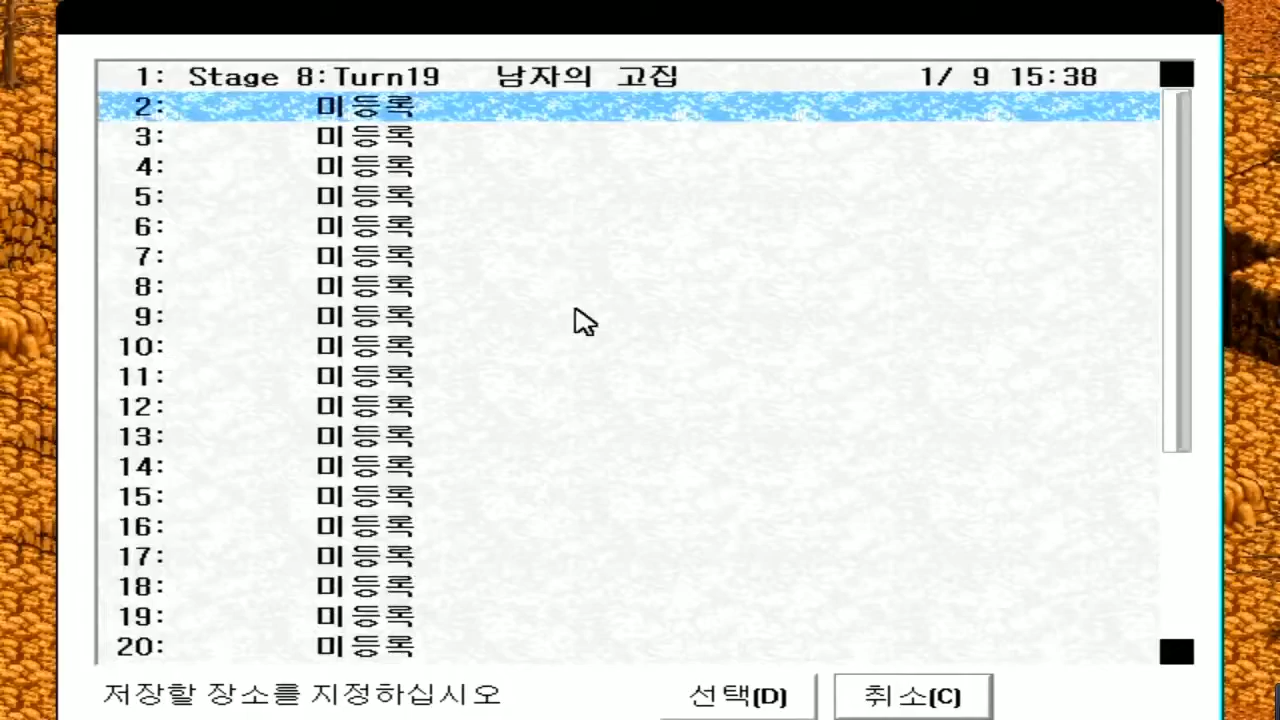 1: Stage 8:Turn19 남자의 고집 1/ 9 15:38
2: 미등록
3: 미등록
4: 미등록
5: 미등록
6: 미등록
7: 미등록
8: 미등록
9: 미등록
10: 미등록
11: 미등록
12: 미등록
13: 미등록
14: 미등록
15: 미등록
16: 미등록
17: 미등록
18: 미등록
19: 미등록
20: 미등록
저장할 장소를 지정하십시오 선택(D) 취소(C)